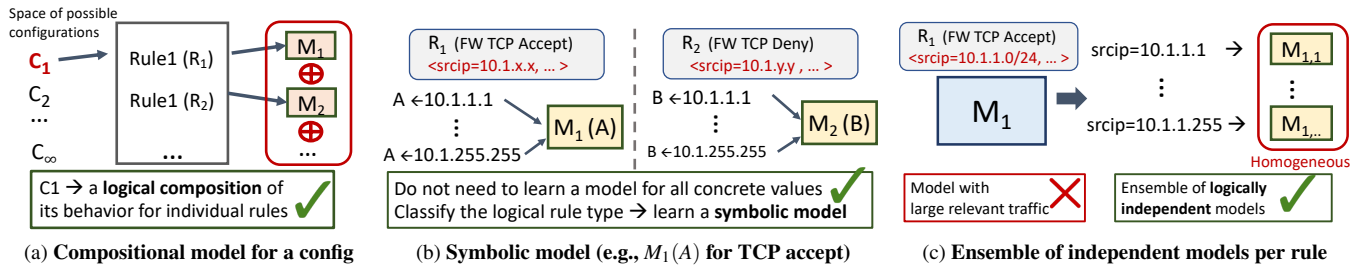 Space of possible
configurations
C1
C2
...
C∞
Rule1 (R1)
Rule1 (R2)
...
M1
⊕
M2
⊕
...
C1 → a logical composition of
its behavior for individual rules
(a) Compositional model for a config
R1 (FW TCP Accept)
<srcip=10.1.x.x, ... >
A ←10.1.1.1
⋮
A ←10.1.255.255
M1 (A)
R2 (FW TCP Deny)
<srcip=10.1.y.y , ... >
B ←10.1.1.1
⋮
B ←10.1.255.255
M2 (B)
Do not need to learn a model for all concrete values
Classify the logical rule type → learn a symbolic model
(b) Symbolic model (e.g., M1(A) for TCP accept)
R1 (FW TCP Accept)
<srcip=10.1.1.0/24, ... >
M1
srcip=10.1.1.1 →
⋮
srcip=10.1.1.255 →
M1,1
⋮
M1,..
Homogeneous
Model with
large relevant traffic
Ensemble of logically
independent models
(c) Ensemble of independent models per rule